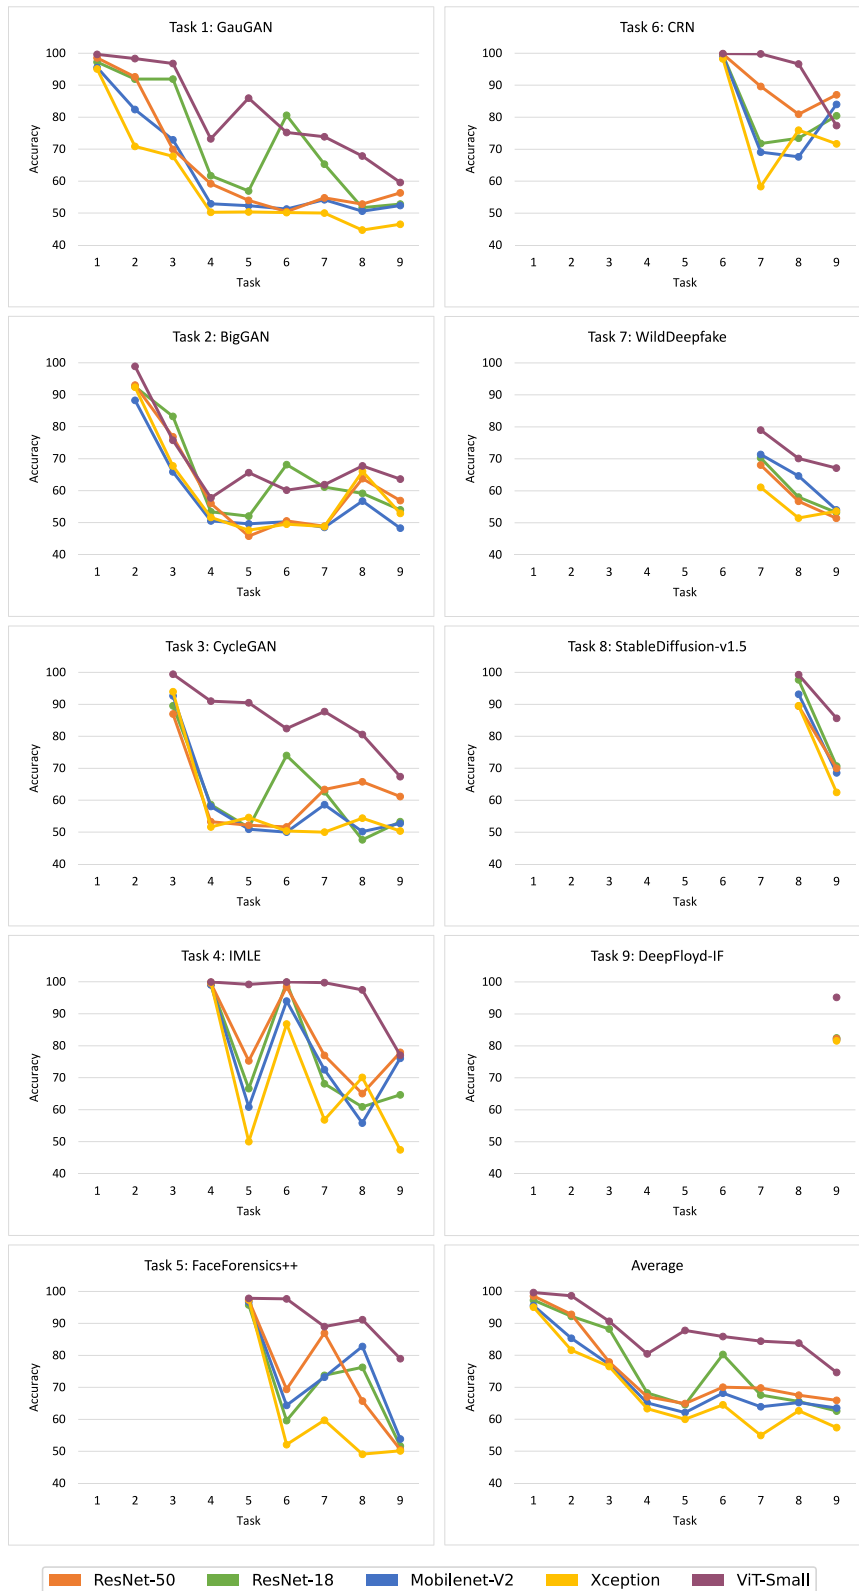 Task 1: GauGAN
Accuracy
100
90
80
70
60
50
40
1 2 3 4 5 6 7 8 9
Task
Task 6: CRN
Accuracy
100
90
80
70
60
50
40
1 2 3 4 5 6 7 8 9
Task
Task 2: BigGAN
Accuracy
100
90
80
70
60
50
40
1 2 3 4 5 6 7 8 9
Task
Task 7: WildDeepfake
Accuracy
100
90
80
70
60
50
40
1 2 3 4 5 6 7 8 9
Task
Task 3: CycleGAN
Accuracy
100
90
80
70
60
50
40
1 2 3 4 5 6 7 8 9
Task
Task 8: StableDiffusion-v1.5
Accuracy
100
90
80
70
60
50
40
1 2 3 4 5 6 7 8 9
Task
Task 4: IMLE
Accuracy
100
90
80
70
60
50
40
1 2 3 4 5 6 7 8 9
Task
Task 9: DeepFloyd-IF
Accuracy
100
90
80
70
60
50
40
1 2 3 4 5 6 7 8 9
Task
Task 5: FaceForensics++
Accuracy
100
90
80
70
60
50
40
1 2 3 4 5 6 7 8 9
Task
Average
Accuracy
100
90
80
70
60
50
40
1 2 3 4 5 6 7 8 9
Task
ResNet-50 ResNet-18 Mobilenet-V2 Xception ViT-Small